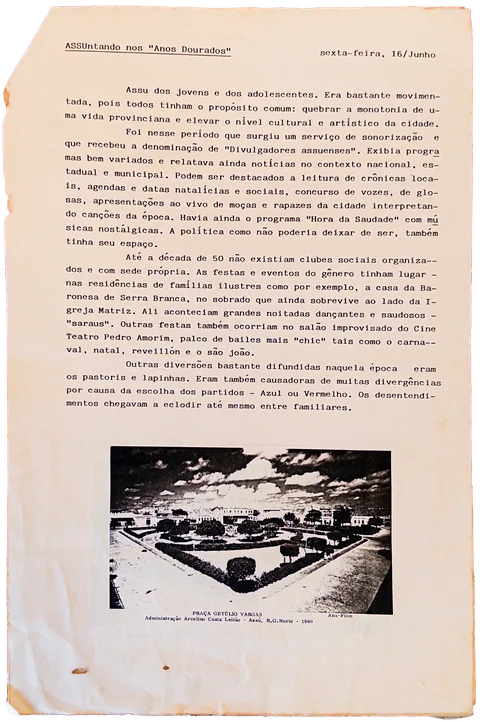 ASSUntando nos "Anos Dourados"
sexta-feira, 16/Junho
Assu dos jovens e dos adolescentes. Era bastante movimen-
tada, pois todos tinham o propósito comum: quebrar a monotonia de u-
ma vida provinciana e elevar o nível cultural e artístico da cidade.
Foi nesse período que surgiu um serviço de sonorização e
que recebeu a denominação de "Divulgadores assuenses". Exibia progra
mas bem variados e relatava ainda notícias no contexto nacional, es-
tadual e municipal. Podem ser destacados a leitura de crônicas loca-
is, agendas e datas natalícias e sociais, concurso de vozes, de glo-
sas, apresentações ao vivo de moças e rapazes da cidade interpretan-
do canções da época. Havia ainda o programa "Hora da Saudade" com mú
sicas nostálgicas. A política como não poderia deixar de ser, também
tinha seu espaço.
Até a década de 50 não existiam clubes sociais organiza--
dos e com sede própria. As festas e eventos do gênero tinham lugar -
nas residências de famílias ilustres como por exemplo, a casa da Ba-
ronesa de Serra Branca, no sobrado que ainda sobrevive ao lado da I-
greja Matriz. Ali aconteciam grandes noitadas dançantes e saudosos -
"saraus". Outras festas também ocorriam no salão improvisado do Cine
Teatro Pedro Amorim, palco de bailes mais "chic" tais como o carna--
val, natal, reveillón e o são joão.
Outras diversões bastante difundidas naquela época eram
os pastoris e lapinhas. Eram também causadoras de muitas divergências
por causa da escolha dos partidos - Azul ou Vermelho. Os desentendi-
mentos chegavam a eclodir até mesmo entre familiares.
PRAÇA GETÚLIO VARGAS
Administração Arcelino Costa Leitão - Assú, R,G,Norte - 1960
Aba-Film